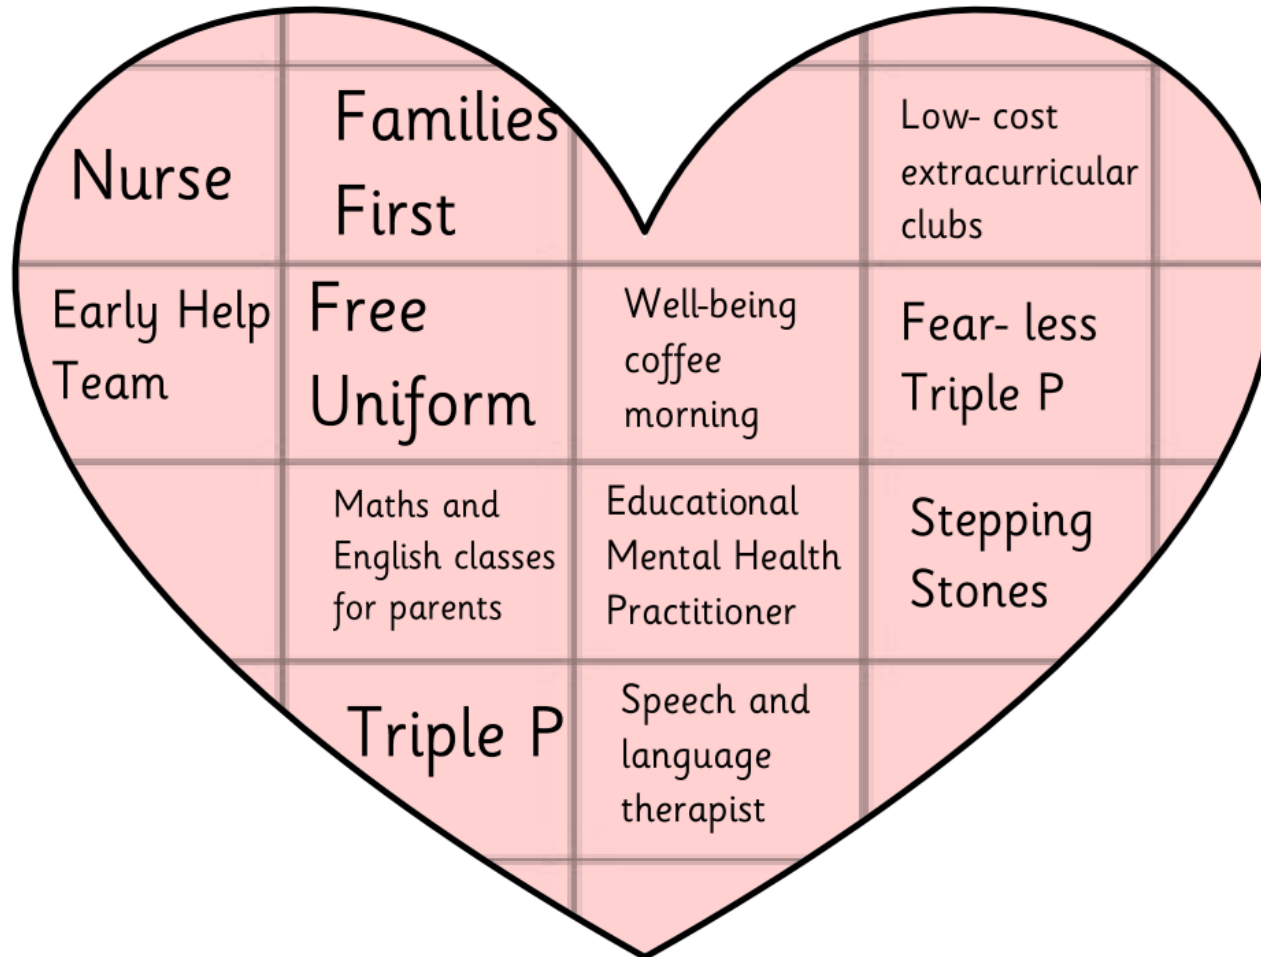 Nurse
Families
First
Low- cost
extracurricular
clubs
Early Help
Team
Free
Uniform
Well-being
coffee
morning
Fear- less
Triple P
Maths and
English classes
for parents
Educational
Mental Health
Practitioner
Stepping
Stones
Triple P
Speech and
language
therapist